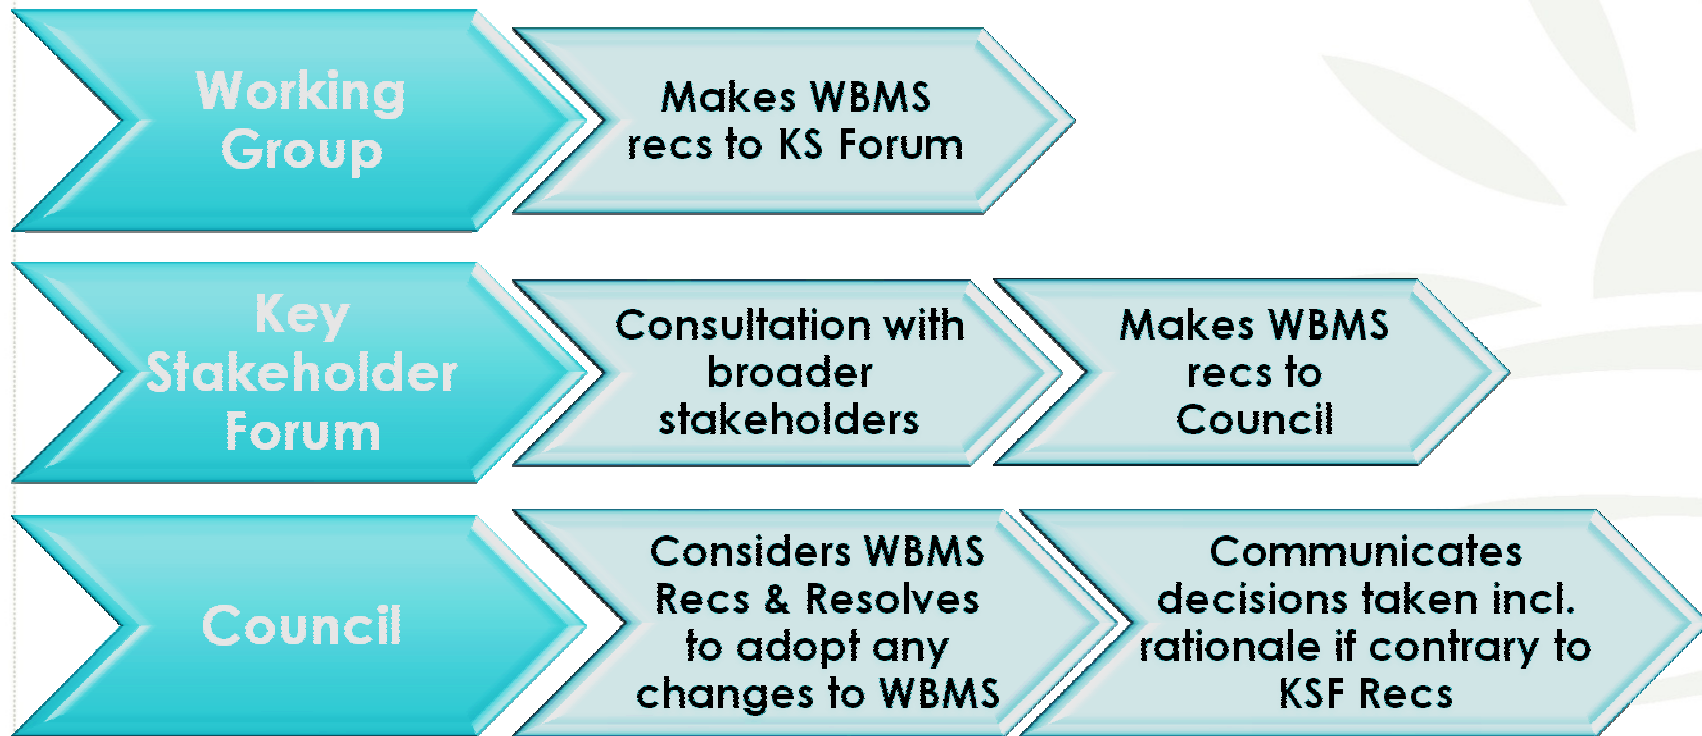 Working
Group
Makes WBMS
recs to KS Forum
Key
Stakeholder
Forum
Consultation with
broader
stakeholders
Makes WBMS
recs to
Council
Council
Considers WBMS
Recs & Resolves
to adopt any
changes to WBMS
Communicates
decisions taken incl.
rationale if contrary to
KSF Recs